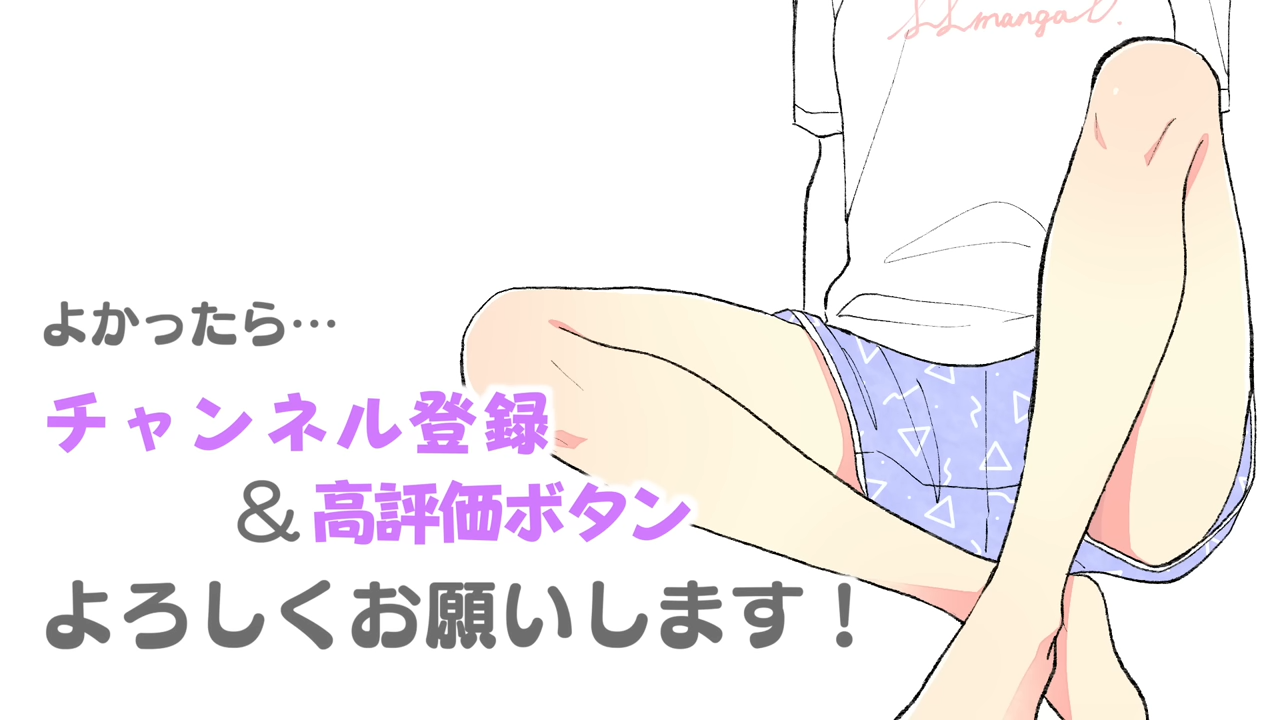 よかったら…
チャンネル登録
＆高評価ボタン
よろしくお願いします！